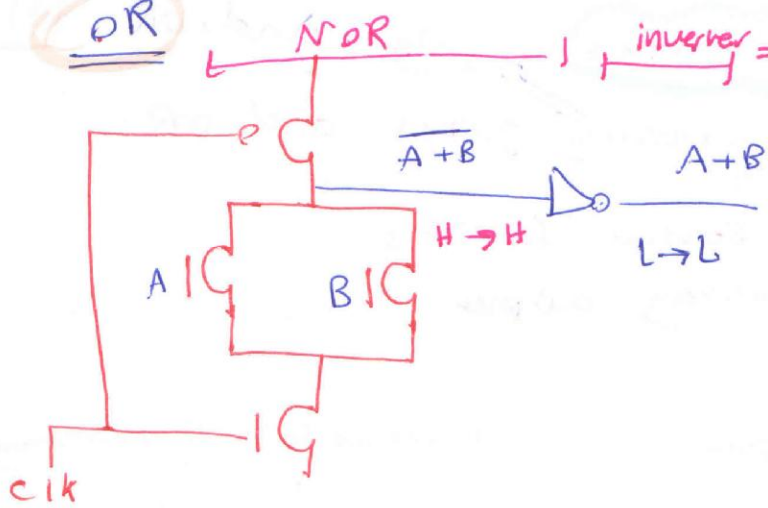 OR
NOR
inverver =
A+B
A+B
H → H
L → L
A
B
clk